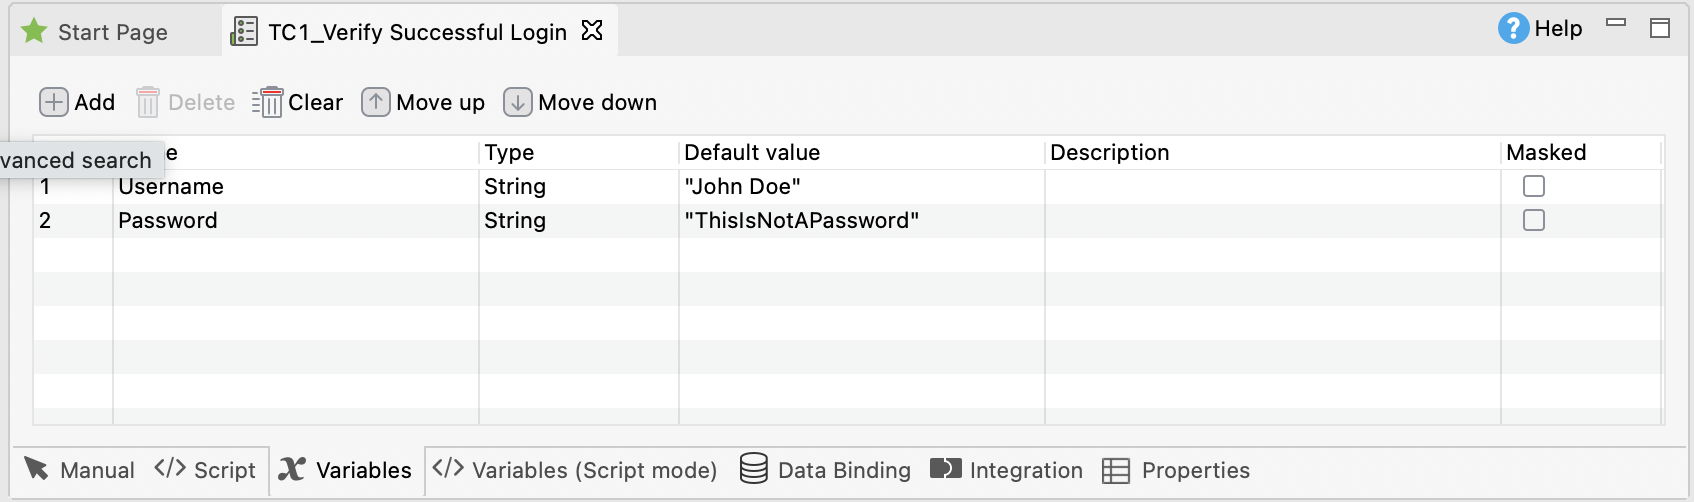 Start Page TC1_Verify Successful Login Help
Add Delete Clear Move up Move down
vanced search e Type Default value Description Masked
1 Username String "John Doe"
2 Password String "ThisIsNotAPassword"
Manual Script Variables Variables (Script mode) Data Binding Integration Properties